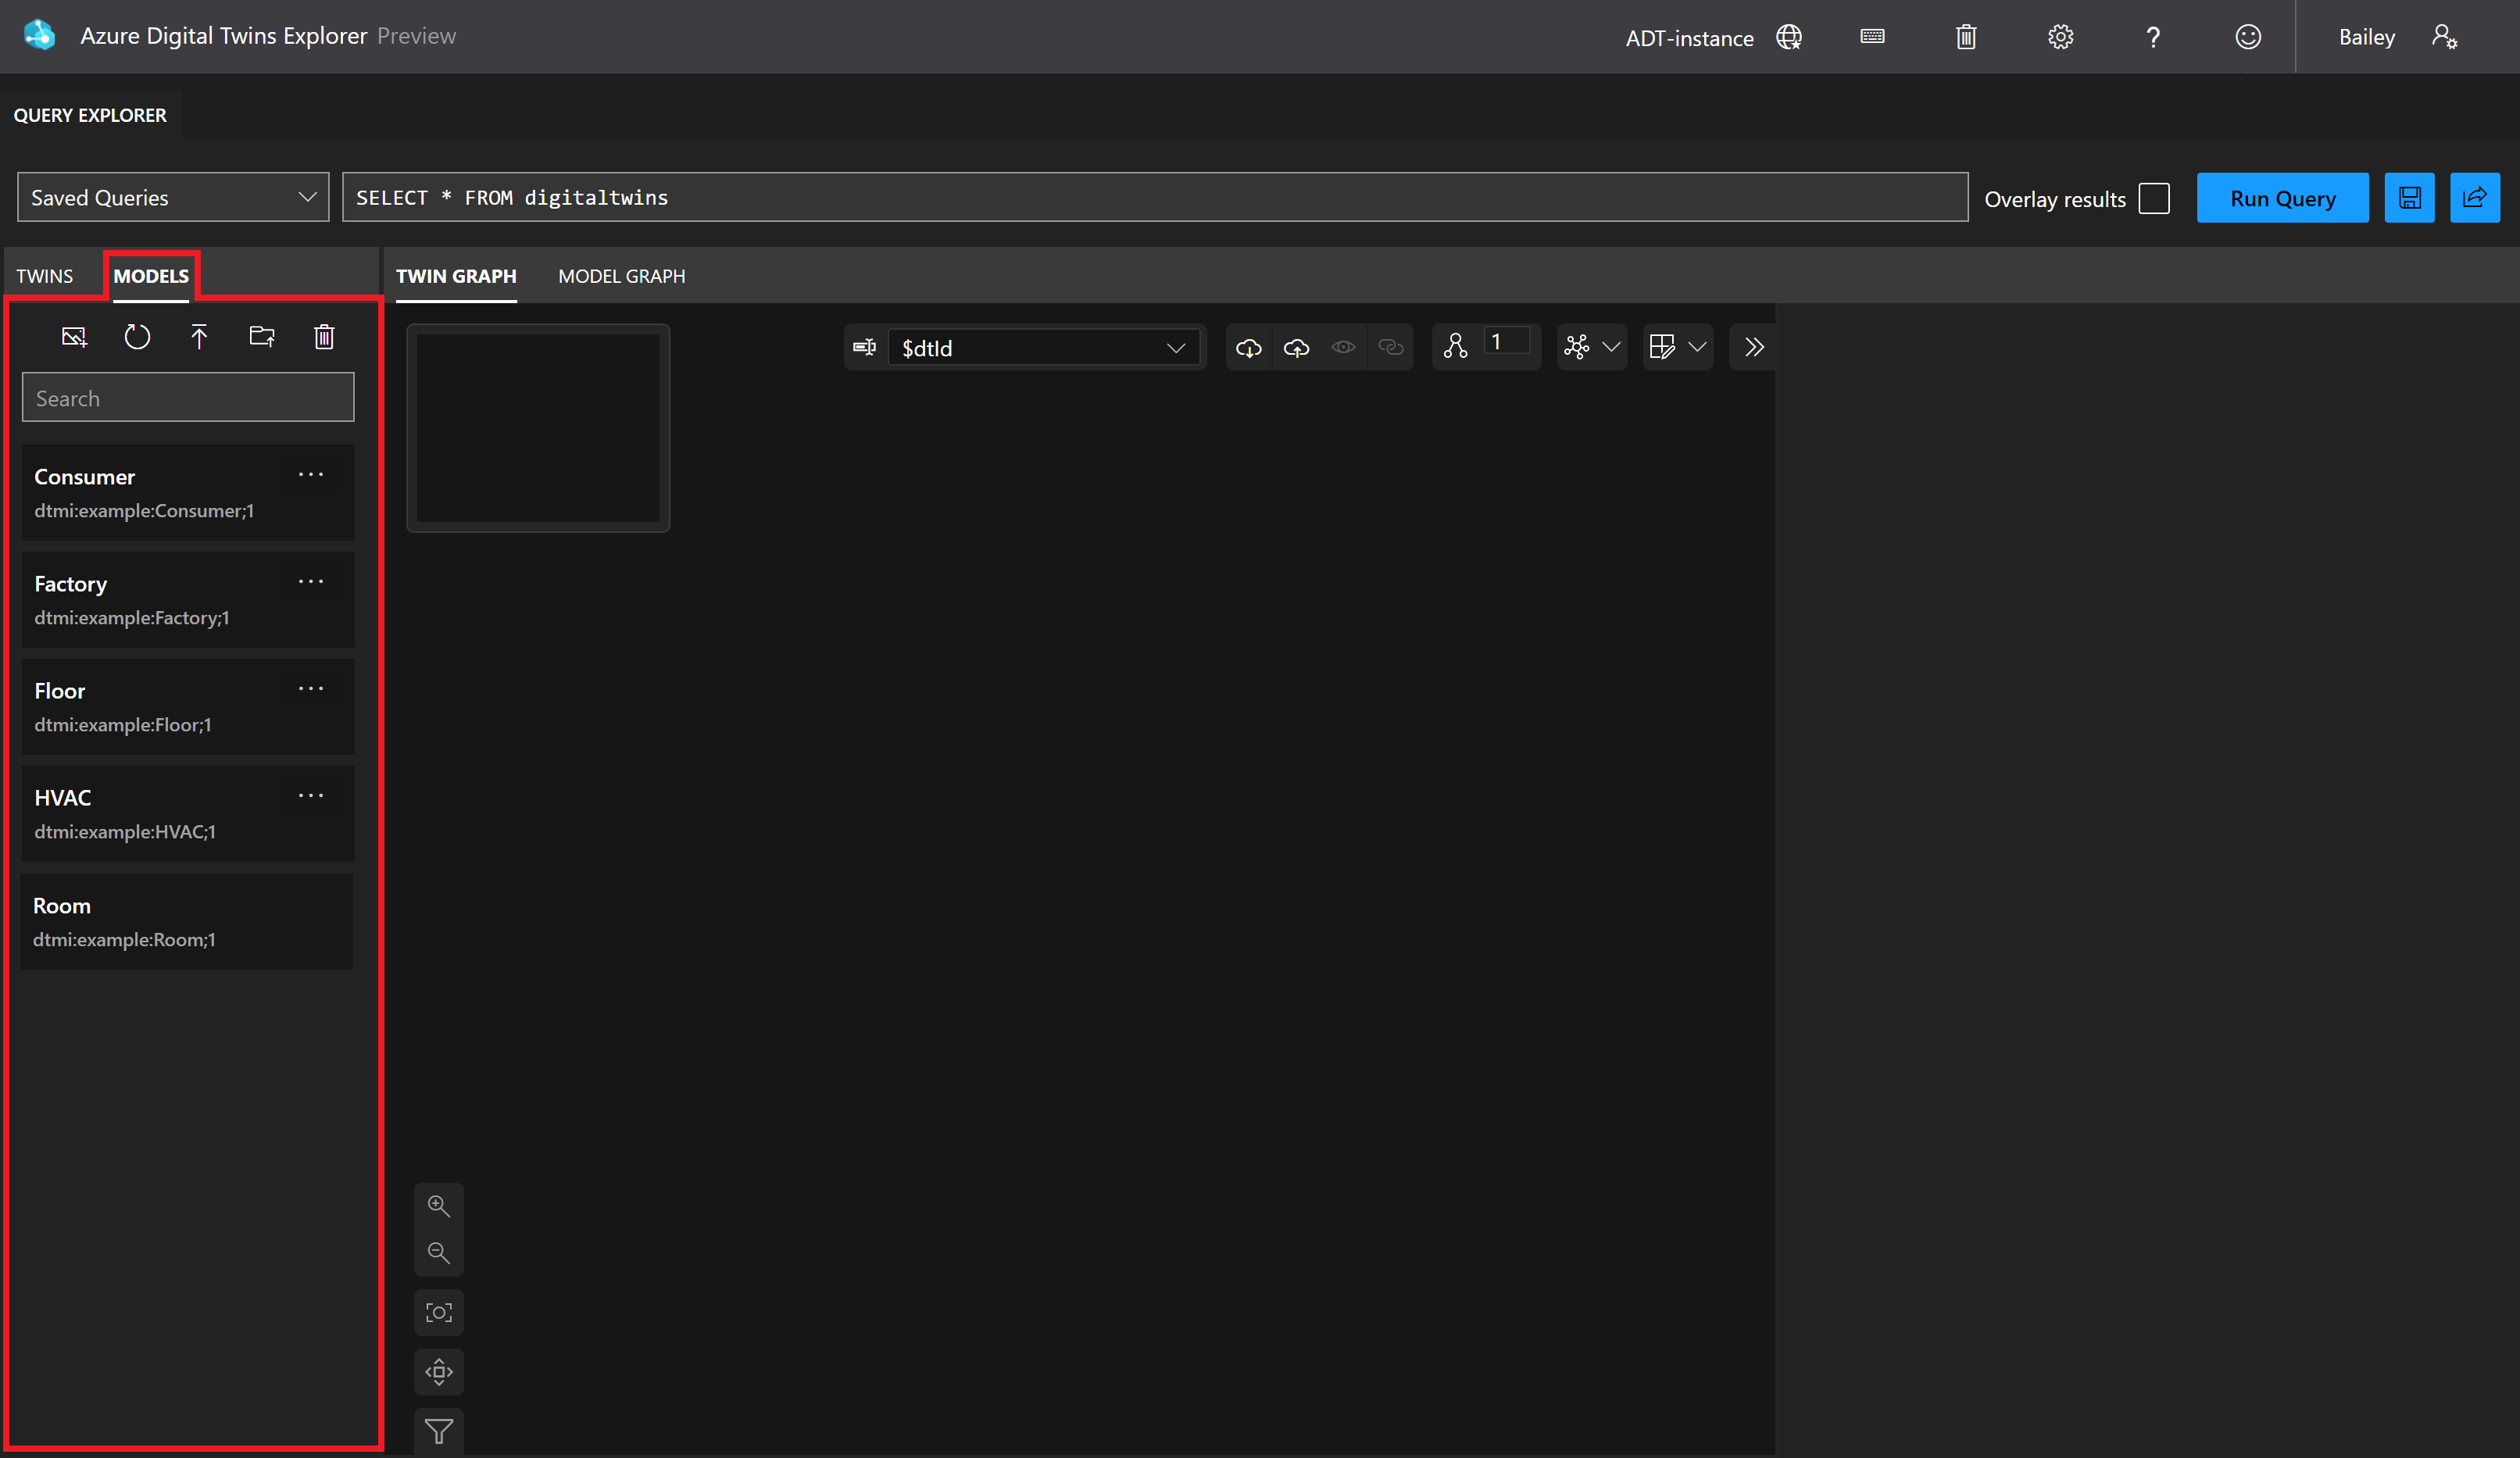 Azure Digital Twins Explorer Preview
ADT-instance
?
Bailey
QUERY EXPLORER
Saved Queries
SELECT * FROM digitaltwins
Overlay results
Run Query
TWINS
MODELS
TWIN GRAPH
MODEL GRAPH
$dtId
1
Search
Consumer
dtmi:example:Consumer;1
Factory
dtmi:example:Factory;1
Floor
dtmi:example:Floor;1
HVAC
dtmi:example:HVAC;1
Room
dtmi:example:Room;1